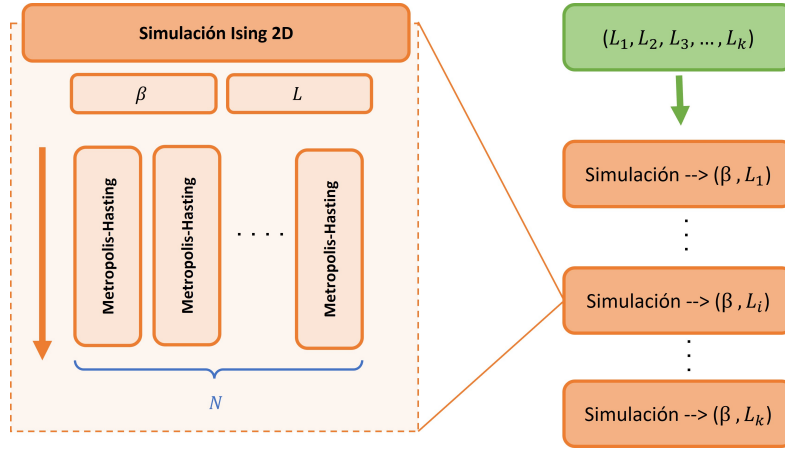 Simulación Ising 2D
β
L
Metropolis-Hasting
Metropolis-Hasting
. . . .
Metropolis-Hasting
N
(L₁, L₂, L₃, ..., Lₖ)
Simulación --> (β , L₁)
. . .
Simulación --> (β , Lᵢ)
. . .
Simulación --> (β , Lₖ)